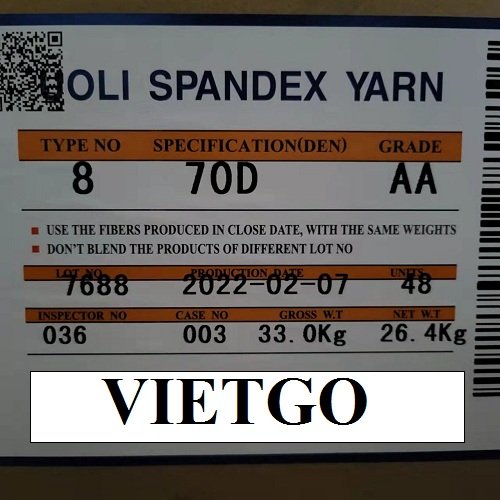 SPANDEX YARN
TYPE NO SPECIFICATION(DEN) GRADE
8 70D AA
USE THE FIBERS PRODUCED IN CLOSE DATE, WITH THE SAME WEIGHTS
DON'T BLEND THE PRODUCTS OF DIFFERENT LOT NO
LOT NO PRODUCTION DATE UNITS
7688 2022-02-07 48
INSPECTOR NO CASE NO GROSS W.T NET W.T
036 003 33.0Kg 26.4Kg
VIETGO